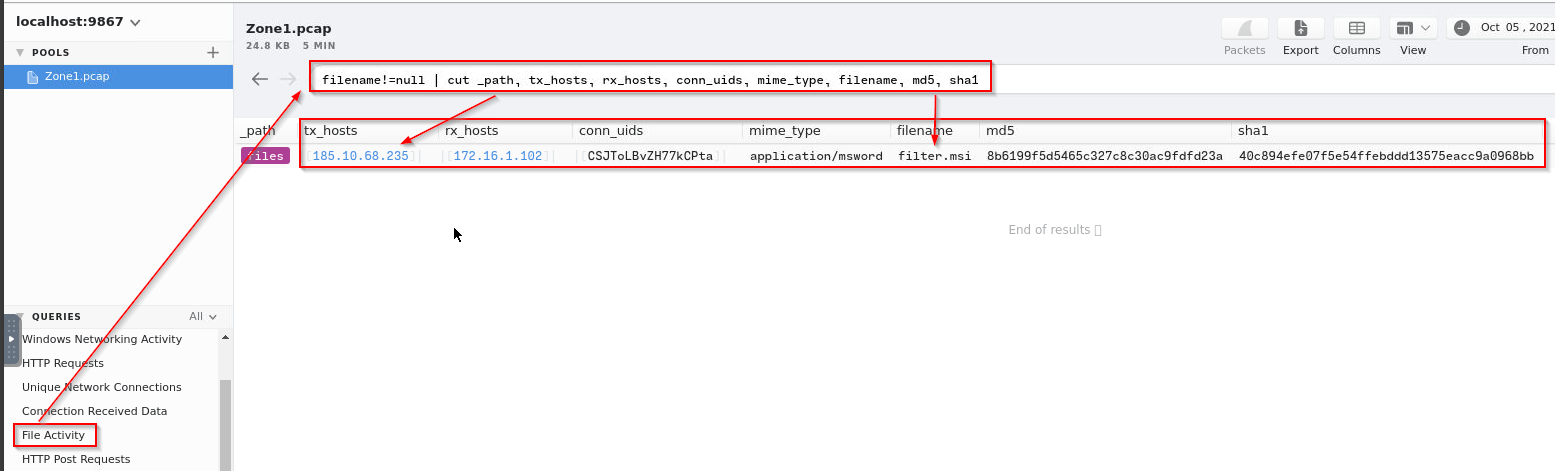 localhost:9867
POOLS
Zone1.pcap
Zone1.pcap
24.8 KB 5 MIN
Packets
Export
Columns
View
Oct 05 , 2021
From
filename!=null | cut _path, tx_hosts, rx_hosts, conn_uids, mime_type, filename, md5, sha1
_path tx_hosts rx_hosts conn_uids mime_type filename md5 sha1
files [185.10.68.235] [172.16.1.102] [CSJToLBvZH77kCPta] application/msword filter.msi 8b6199f5d5465c327c8c30ac9fdfd23a 40c894efe07f5e54ffebddd13575eacc9a0968bb
End of results
QUERIES All
Windows Networking Activity
HTTP Requests
Unique Network Connections
Connection Received Data
File Activity
HTTP Post Requests